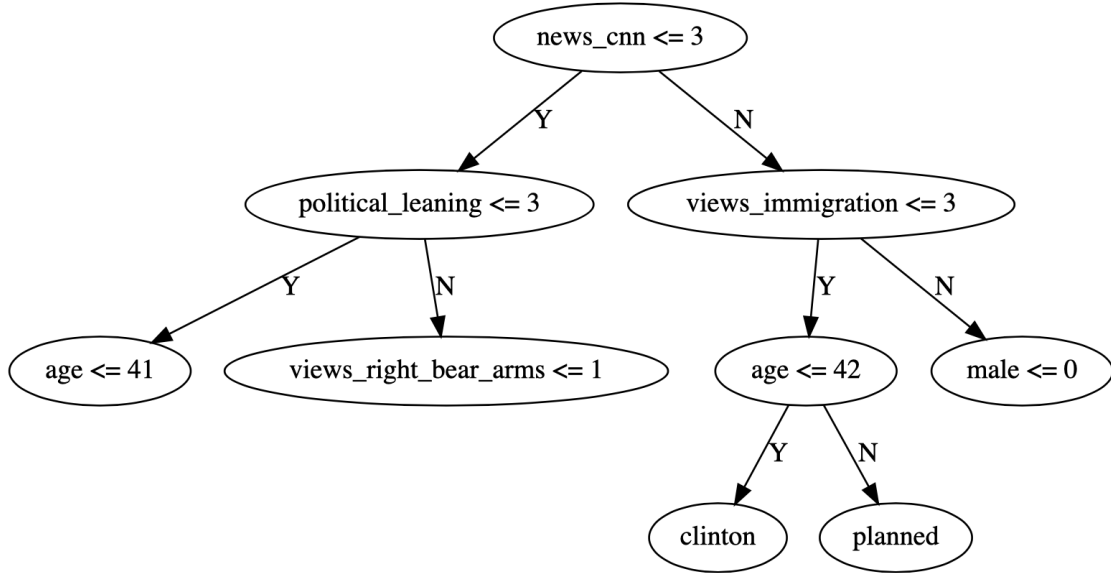 news_cnn <= 3
Y
N
political_leaning <= 3
views_immigration <= 3
Y
N
Y
N
age <= 41
views_right_bear_arms <= 1
age <= 42
male <= 0
Y
N
clinton
planned